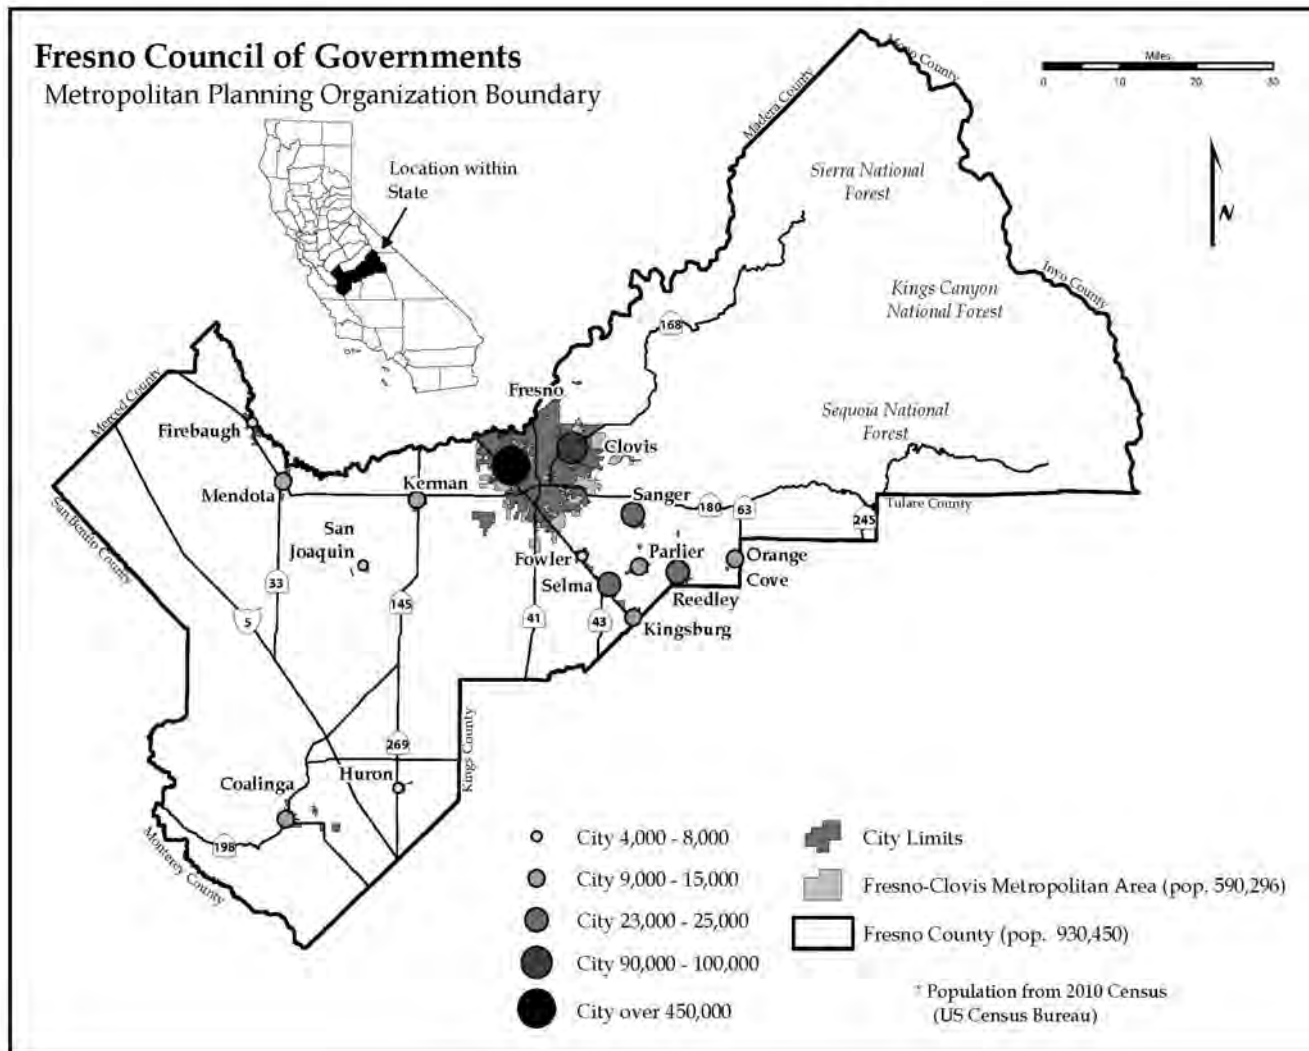 Fresno Council of Governments
Metropolitan Planning Organization Boundary
Miles
0 10 20 30
N
Location within
State
Mono County
Madera County
Sierra National
Forest
Inyo County
Kings Canyon
National Forest
168
Fresno
Merced County
Firebaugh
Clovis
Sequoia National
Forest
Mendota
Kerman
Sanger
180
63
245
Tulare County
San Benito County
San
Joaquin
Fowler
Parlier
Orange
Cove
Selma
Reedley
Kingsburg
33
145
5
41
43
269
Kings County
Coalinga
Huron
198
Monterey County
City 4,000 - 8,000
City 9,000 - 15,000
City 23,000 - 25,000
City 90,000 - 100,000
City over 450,000
City Limits
Fresno-Clovis Metropolitan Area (pop. 590,296)
Fresno County (pop. 930,450)
* Population from 2010 Census
(US Census Bureau)